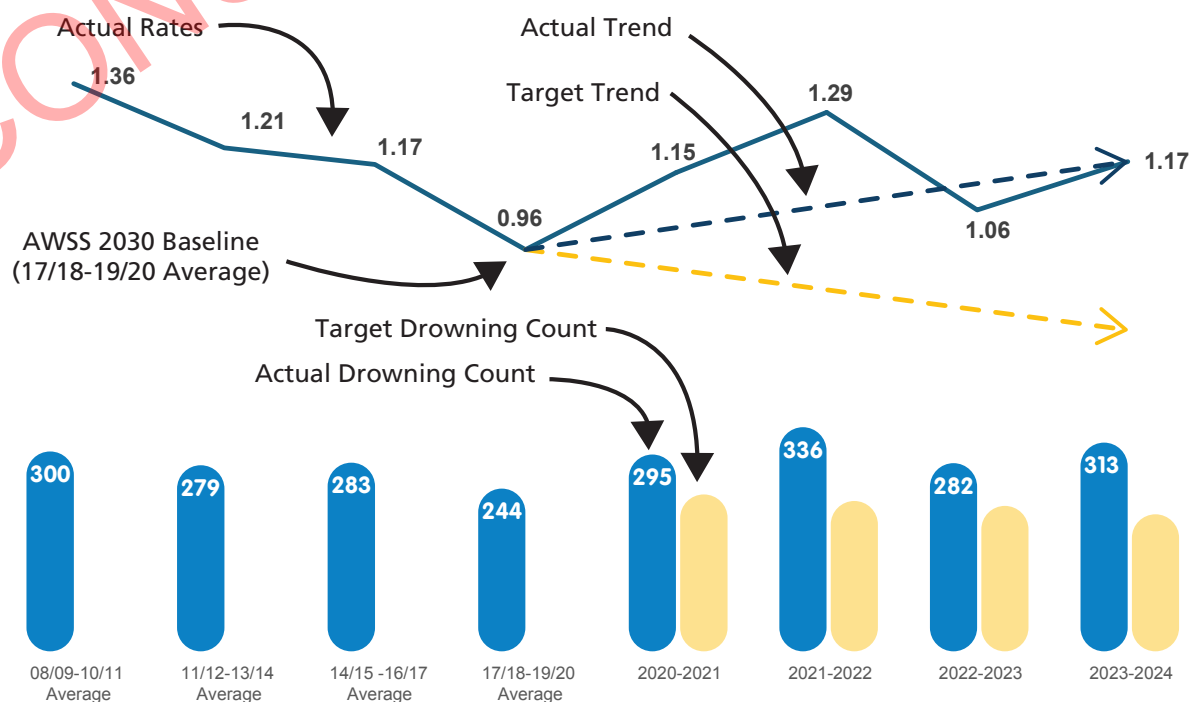 CONS
Actual Rates
Actual Trend
1.36
Target Trend
1.29
1.21
1.17
1.15
1.17
0.96
1.06
AWSS 2030 Baseline
(17/18-19/20 Average)
Target Drowning Count
Actual Drowning Count
300
279
283
244
295
336
282
313
08/09-10/11
Average
11/12-13/14
Average
14/15 -16/17
Average
17/18-19/20
Average
2020-2021
2021-2022
2022-2023
2023-2024